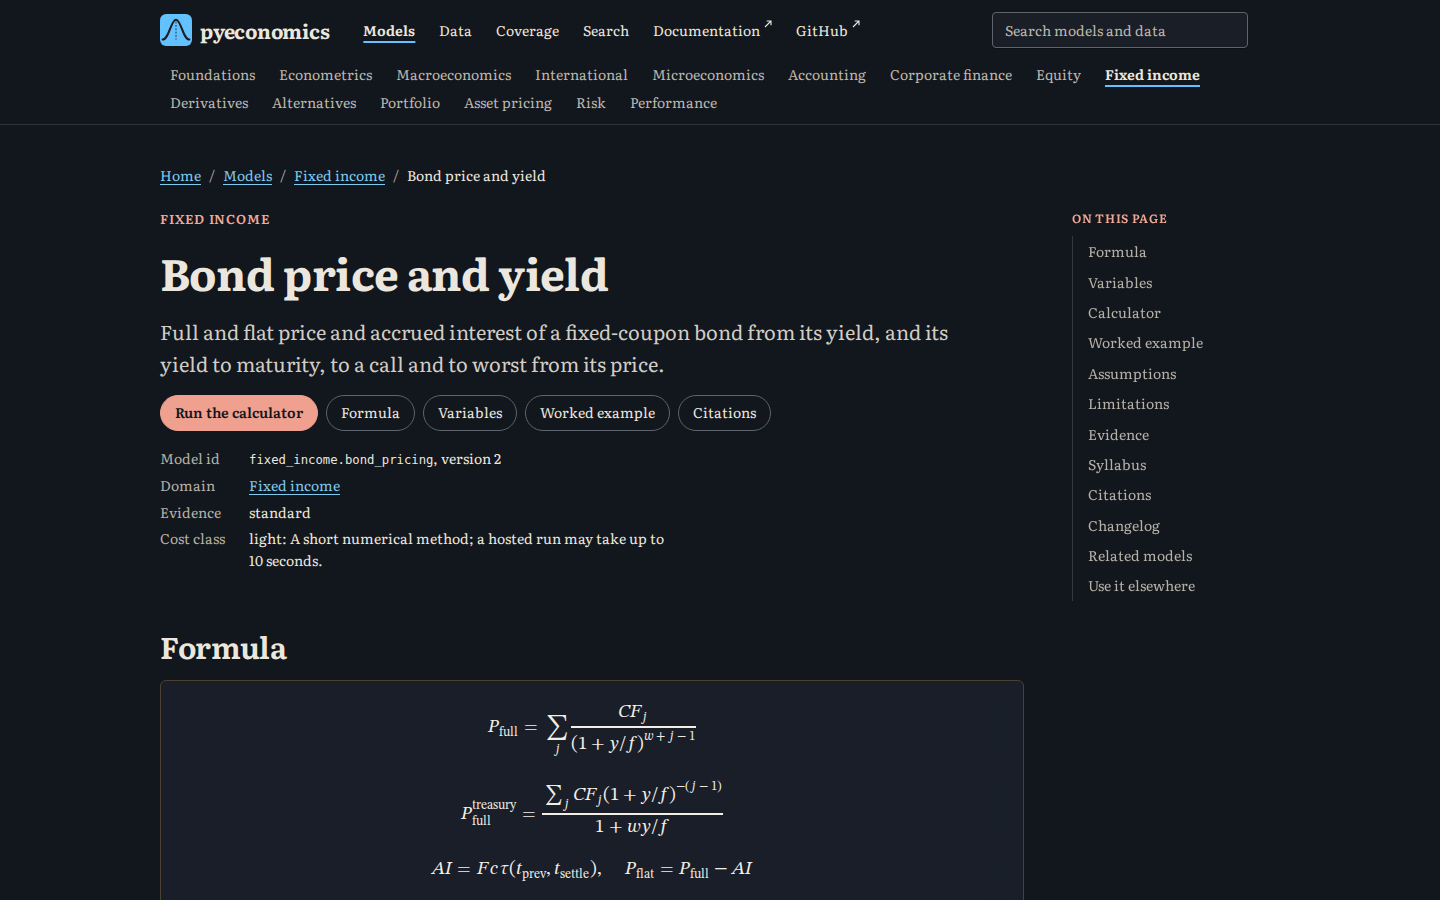 pyeconomics
Models Data Coverage Search Documentation ↗ GitHub ↗
Search models and data
Foundations Econometrics Macroeconomics International Microeconomics Accounting Corporate finance Equity Fixed income
Derivatives Alternatives Portfolio Asset pricing Risk Performance
Home / Models / Fixed income / Bond price and yield
FIXED INCOME
Bond price and yield
Full and flat price and accrued interest of a fixed-coupon bond from its yield, and its
yield to maturity, to a call and to worst from its price.
Run the calculator Formula Variables Worked example Citations
Model id fixed_income.bond_pricing, version 2
Domain Fixed income
Evidence standard
Cost class light: A short numerical method; a hosted run may take up to
10 seconds.
ON THIS PAGE
Formula
Variables
Calculator
Worked example
Assumptions
Limitations
Evidence
Syllabus
Citations
Changelog
Related models
Use it elsewhere
Formula
P_full = ∑_j CF_j / (1 + y/f)^(w + j − 1)
P_full^treasury = ∑_j CF_j (1 + y/f)^(−(j − 1)) / (1 + wy/f)
AI = F c τ(t_prev, t_settle), P_flat = P_full − AI